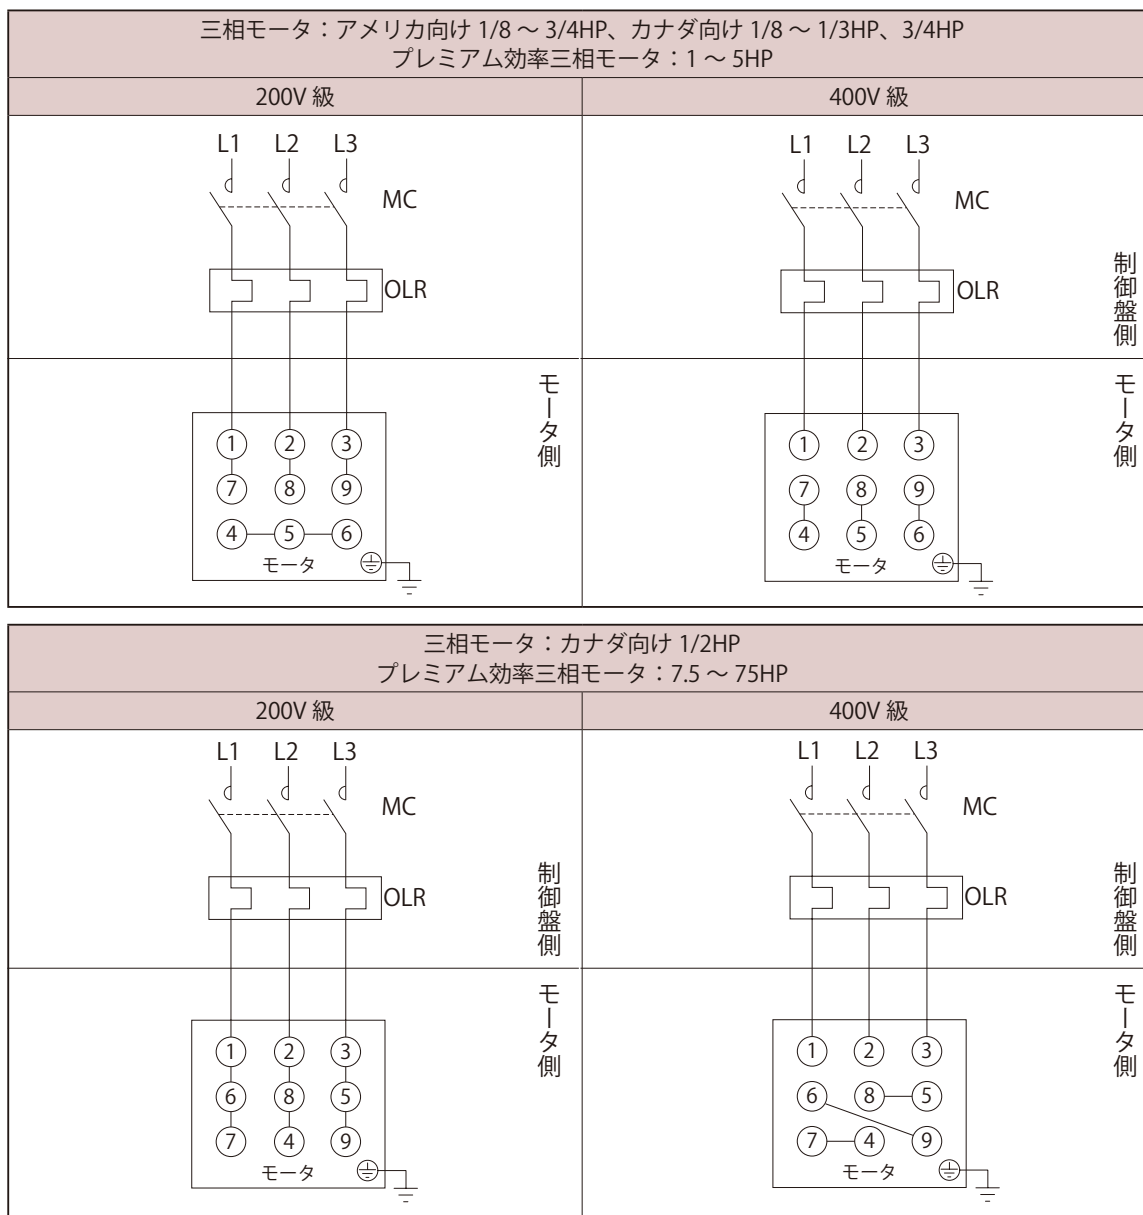 三相モータ：アメリカ向け 1/8 ～ 3/4HP、カナダ向け 1/8 ～ 1/3HP、3/4HP
プレミアム効率三相モータ：1 ～ 5HP
200V 級
400V 級
L1 L2 L3
MC
OLR
モータ側
1 2 3
7 8 9
4 5 6
モータ
L1 L2 L3
MC
OLR
制御盤側
モータ側
1 2 3
7 8 9
4 5 6
モータ
三相モータ：カナダ向け 1/2HP
プレミアム効率三相モータ：7.5 ～ 75HP
200V 級
400V 級
L1 L2 L3
MC
OLR
制御盤側
モータ側
1 2 3
6 8 5
7 4 9
モータ
L1 L2 L3
MC
OLR
制御盤側
モータ側
1 2 3
6 8 5
7 4 9
モータ